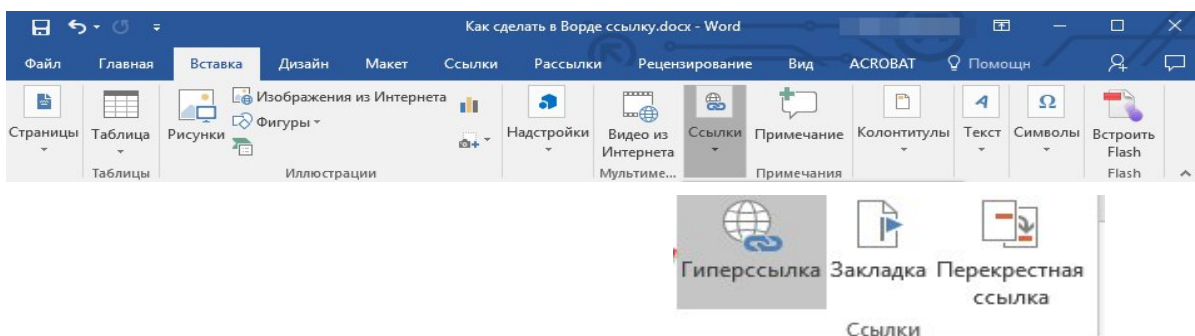 Как сделать в Ворде ссылку.docx - Word
Файл Главная Вставка Дизайн Макет Ссылки Рассылки Рецензирование Вид ACROBAT Помощн
Изображения из Интернета
Фигуры
Страницы Таблица Рисунки Надстройки Видео из Ссылки Примечание Колонтитулы Текст Символы Встроить
Интернета Flash
Таблицы Иллюстрации Мультиме... Примечания Flash
Гиперссылка Закладка Перекрестная
ссылка
Ссылки